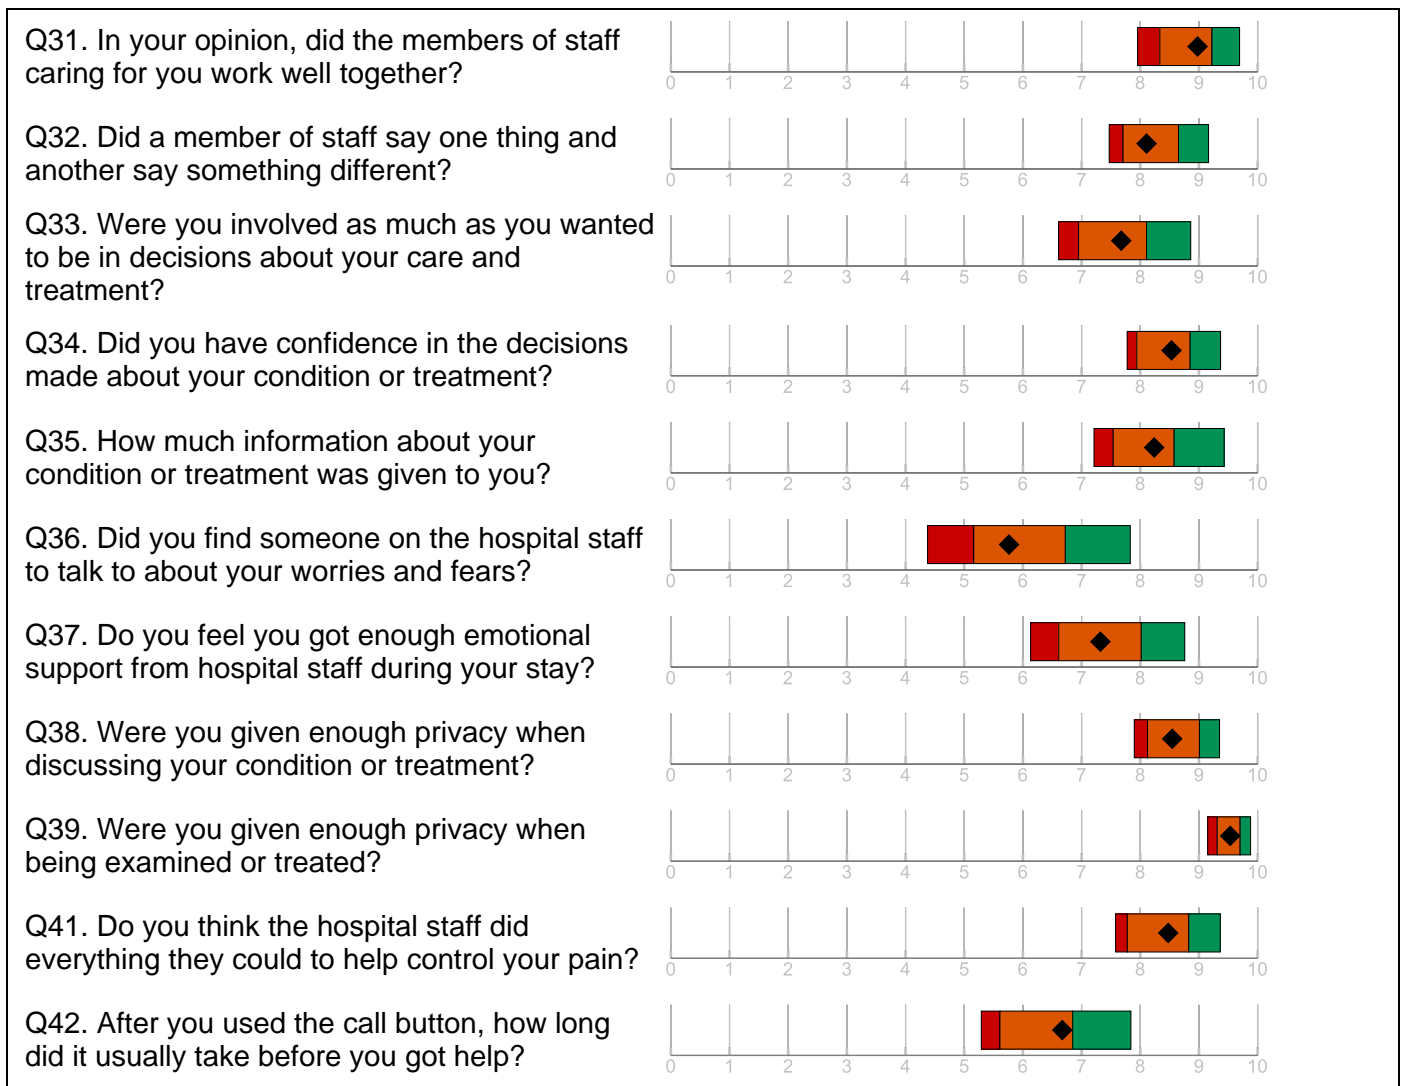 Q31. In your opinion, did the members of staff
caring for you work well together?
0 1 2 3 4 5 6 7 8 9 10
Q32. Did a member of staff say one thing and
another say something different?
0 1 2 3 4 5 6 7 8 9 10
Q33. Were you involved as much as you wanted
to be in decisions about your care and
treatment?
0 1 2 3 4 5 6 7 8 9 10
Q34. Did you have confidence in the decisions
made about your condition or treatment?
0 1 2 3 4 5 6 7 8 9 10
Q35. How much information about your
condition or treatment was given to you?
0 1 2 3 4 5 6 7 8 9 10
Q36. Did you find someone on the hospital staff
to talk to about your worries and fears?
0 1 2 3 4 5 6 7 8 9 10
Q37. Do you feel you got enough emotional
support from hospital staff during your stay?
0 1 2 3 4 5 6 7 8 9 10
Q38. Were you given enough privacy when
discussing your condition or treatment?
0 1 2 3 4 5 6 7 8 9 10
Q39. Were you given enough privacy when
being examined or treated?
0 1 2 3 4 5 6 7 8 9 10
Q41. Do you think the hospital staff did
everything they could to help control your pain?
0 1 2 3 4 5 6 7 8 9 10
Q42. After you used the call button, how long
did it usually take before you got help?
0 1 2 3 4 5 6 7 8 9 10